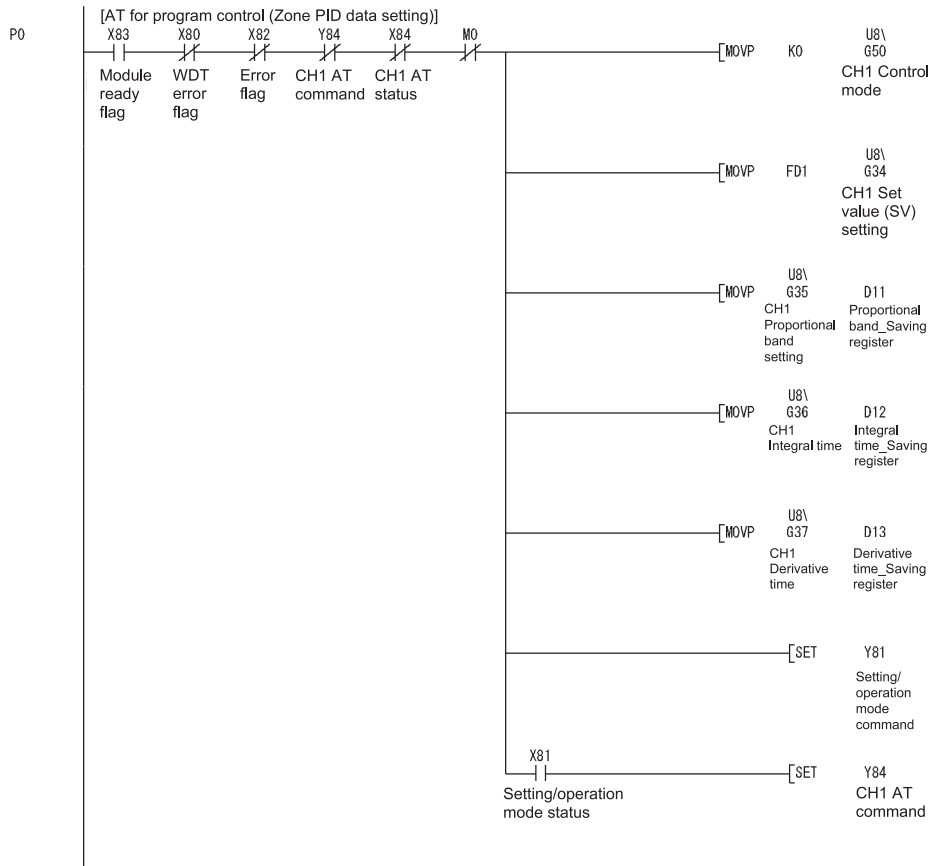 [AT for program control (Zone PID data setting)]
P0 X83 X80 X82 Y84 X84 M0
Module ready flag
WDT error flag
Error flag
CH1 AT command
CH1 AT status
[MOVP K0 U8\ G50
CH1 Control mode
[MOVP FD1 U8\ G34
CH1 Set value (SV) setting
[MOVP U8\ G35 D11
CH1 Proportional band setting
Proportional band_Saving register
[MOVP U8\ G36 D12
CH1 Integral time
Integral time_Saving register
[MOVP U8\ G37 D13
CH1 Derivative time
Derivative time_Saving register
[SET Y81
Setting/ operation mode command
X81
[SET Y84
Setting/operation mode status
CH1 AT command